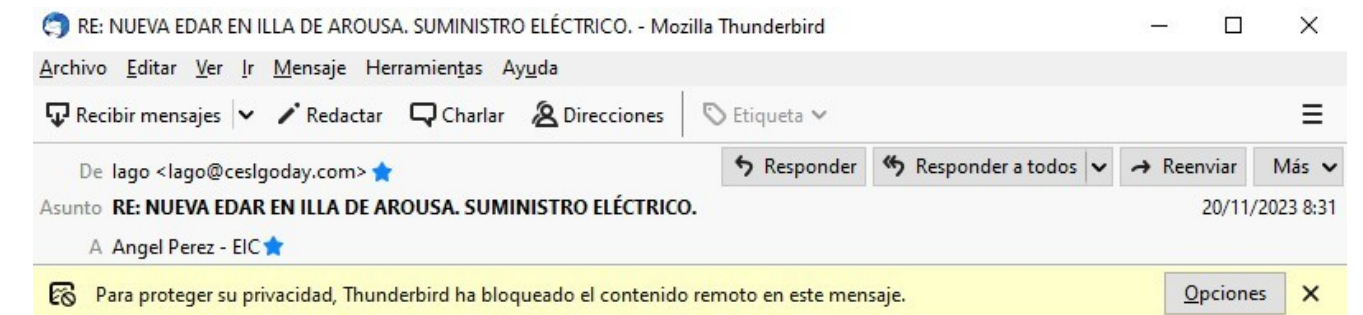 RE: NUEVA EDAR EN ILLA DE AROUSA. SUMINISTRO ELÉCTRICO. - Mozilla Thunderbird
Archivo Editar Ver Ir Mensaje Herramientas Ayuda
Recibir mensajes Redactar Charlar Direcciones Etiqueta
De Iago <Iago@ceslgoday.com> Responder Responder a todos Reenviar Más
Asunto RE: NUEVA EDAR EN ILLA DE AROUSA. SUMINISTRO ELÉCTRICO. 20/11/2023 8:31
A Angel Perez - EIC
Para proteger su privacidad, Thunderbird ha bloqueado el contenido remoto en este mensaje. Opciones